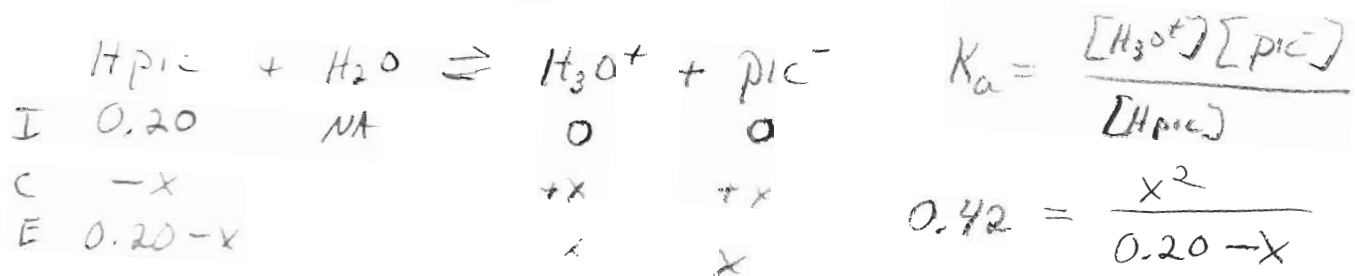 Hpic + H₂O ⇌ H₃O⁺ + pic⁻
I 0.20 NA 0 0
C -x +x +x
E 0.20-x x x
Kₐ = [H₃O⁺][pic⁻] / [Hpic]
0.42 = x² / 0.20-x